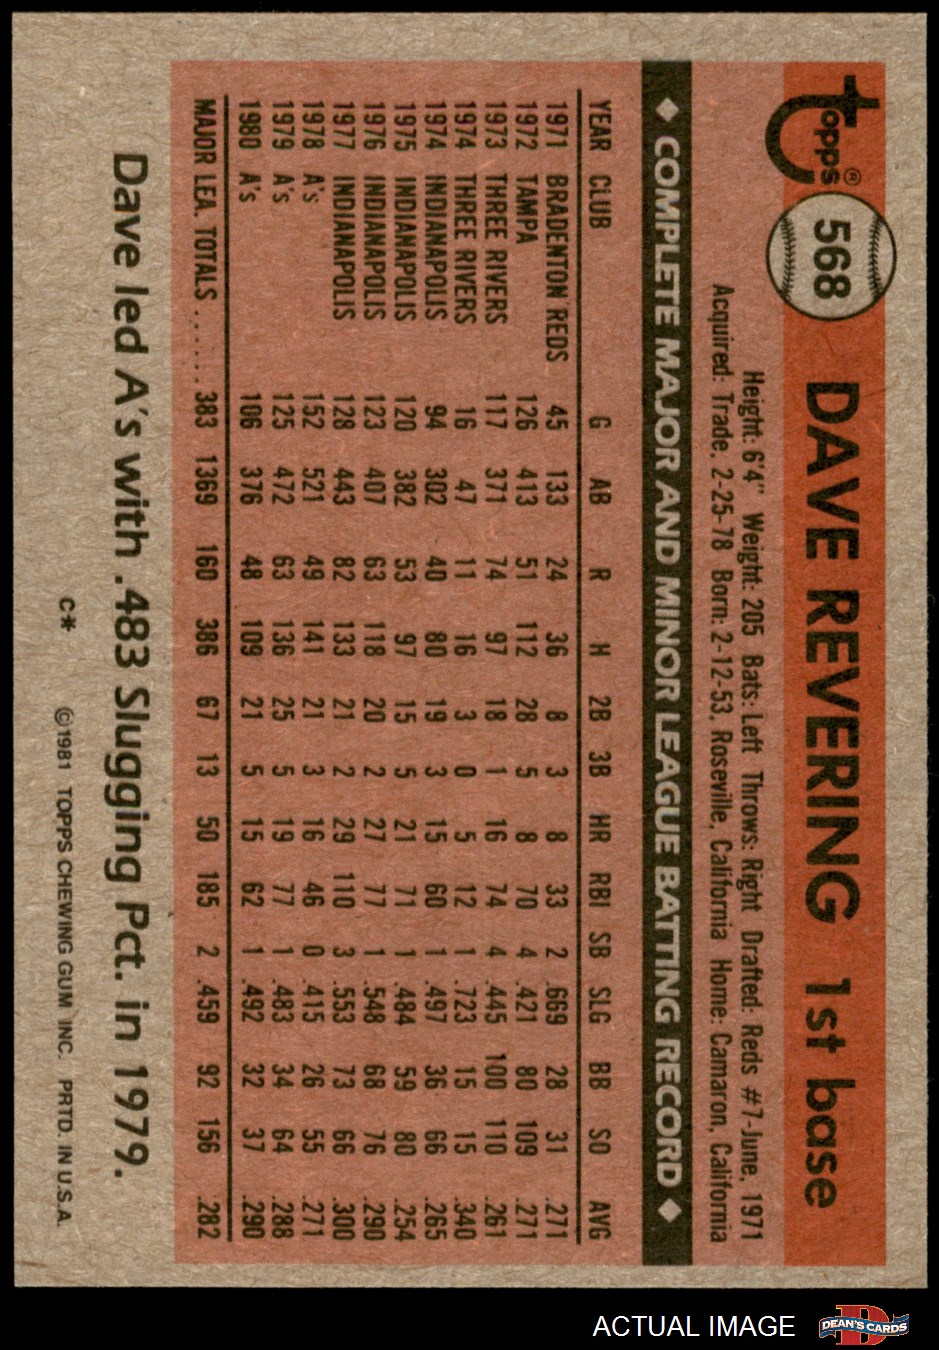 topps®
568
DAVE REVERING 1st base
Height: 6'4" Weight: 205 Bats: Left Throws: Right Drafted: Reds #7-June, 1971
Acquired: Trade, 2-25-78 Born: 2-12-53, Roseville, California Home: Camaron, California
◆ COMPLETE MAJOR AND MINOR LEAGUE BATTING RECORD ◆
YEAR CLUB G AB R H 2B 3B HR RBI SB SLG BB SO AVG
1971 BRADENTON REDS 45 133 24 36 8 3 8 33 2 .669 28 31 .271
1972 TAMPA 126 413 51 112 28 5 8 70 4 .421 80 109 .271
1973 THREE RIVERS 117 371 74 97 18 1 16 74 4 .445 100 110 .261
1974 THREE RIVERS 16 47 11 16 3 0 5 12 1 .723 15 15 .340
1974 INDIANAPOLIS 94 302 40 80 19 3 15 60 1 .497 36 66 .265
1975 INDIANAPOLIS 120 382 53 97 15 5 21 71 1 .484 59 80 .254
1976 INDIANAPOLIS 123 407 63 118 20 2 27 77 1 .548 68 76 .290
1977 INDIANAPOLIS 128 443 82 133 21 2 29 110 3 .553 73 66 .300
1978 A's 152 521 49 141 21 3 16 46 0 .415 26 55 .271
1979 A's 125 472 63 136 25 5 19 77 1 .483 34 64 .288
1980 A's 106 376 48 109 21 5 15 62 1 .492 32 37 .290
MAJOR LEA. TOTALS ...... 383 1369 160 386 67 13 50 185 2 .459 92 156 .282
Dave led A's with .483 Slugging Pct. in 1979.
C* ©1981 TOPPS CHEWING GUM INC. PRTD. IN U.S.A.
ACTUAL IMAGE
D
DEAN'S CARDS